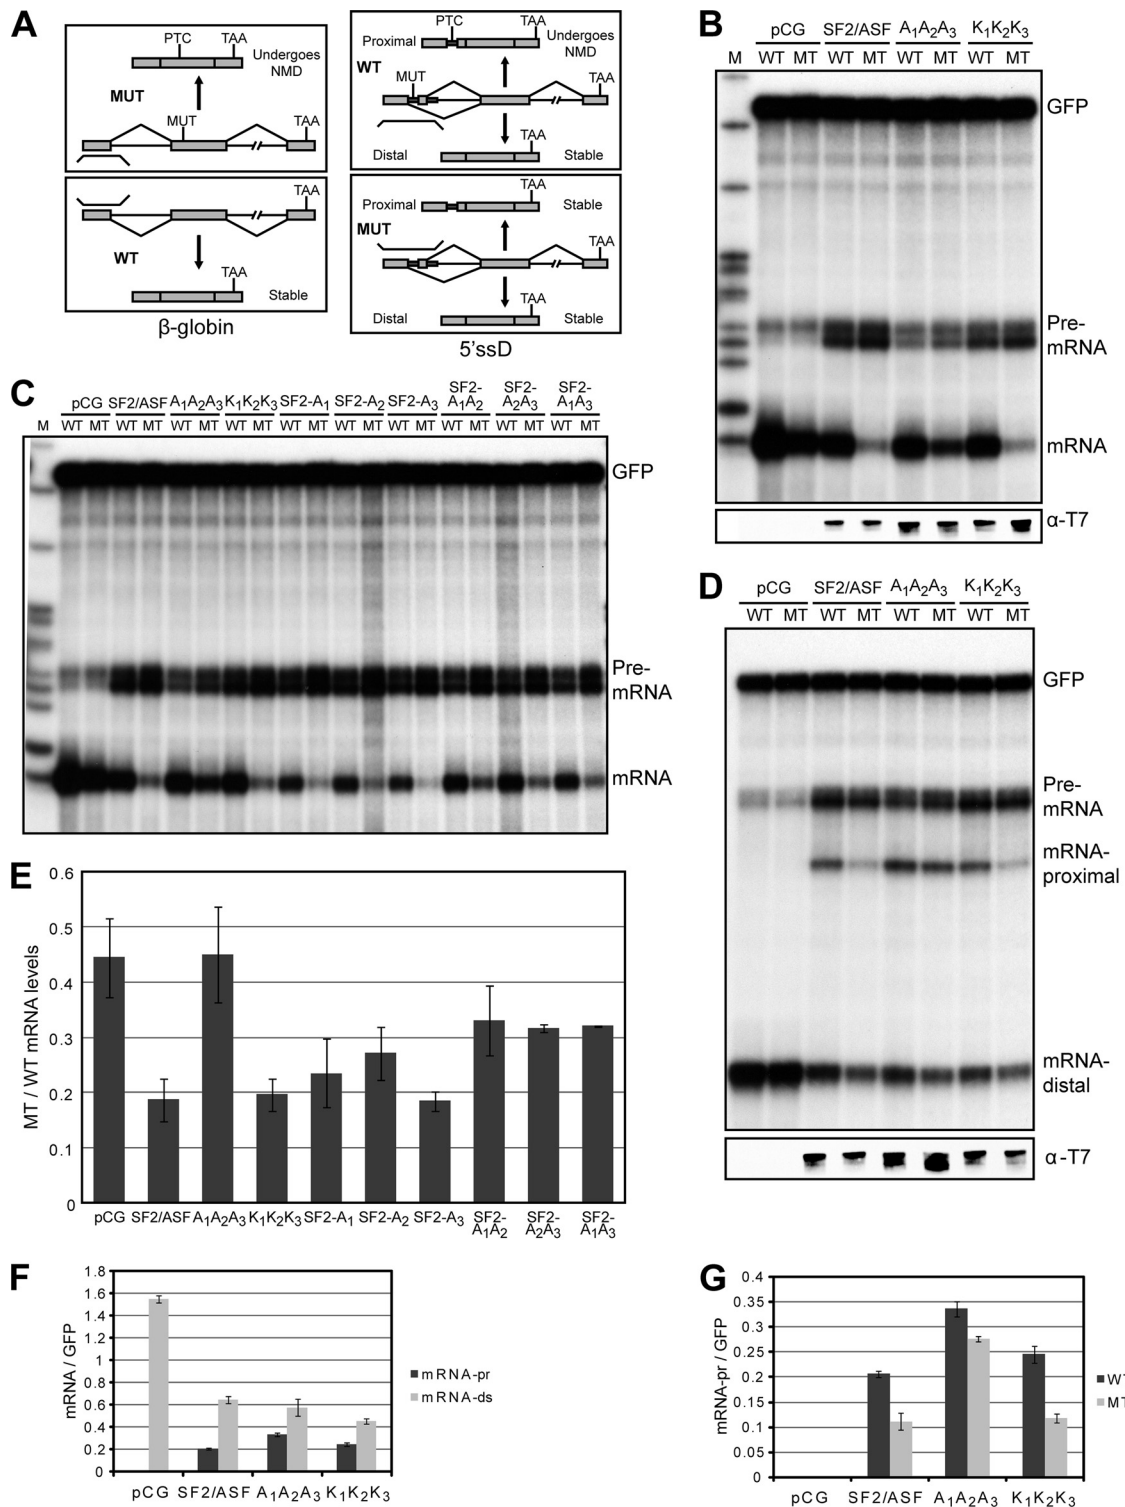 A
PTC TAA Undergoes
NMD
MUT
MUT TAA
TAA
WT
TAA
Stable
β-globin
PTC TAA Undergoes
Proximal NMD
WT MUT TAA
TAA
Distal Stable
TAA
Proximal Stable
MUT TAA
TAA
Distal Stable
5'ssD
B
pCG SF2/ASF A₁A₂A₃ K₁K₂K₃
M WT MT WT MT WT MT WT MT
GFP
Pre-
mRNA
mRNA
α-T7
C
pCG SF2/ASF A₁A₂A₃ K₁K₂K₃ SF2-A₁ SF2-A₂ SF2-A₃ SF2-A₁A₂ SF2-A₂A₃ SF2-A₁A₃
M WT MT WT MT WT MT WT MT WT MT WT MT WT MT WT MT WT MT WT MT
GFP
Pre-
mRNA
mRNA
D
pCG SF2/ASF A₁A₂A₃ K₁K₂K₃
WT MT WT MT WT MT WT MT
GFP
Pre-
mRNA
mRNA-
proximal
mRNA-
distal
α-T7
E
MT / WT mRNA levels
0.6
0.5
0.4
0.3
0.2
0.1
0
pCG SF2/ASF A₁A₂A₃ K₁K₂K₃ SF2-A₁ SF2-A₂ SF2-A₃ SF2-A₁A₂ SF2-A₂A₃ SF2-A₁A₃
F
mRNA / GFP
1.8
1.6
1.4
1.2
1
0.8
0.6
0.4
0.2
0
pCG SF2/ASF A₁A₂A₃ K₁K₂K₃
mRNA-pr
mRNA-ds
G
mRNA-pr / GFP
0.4
0.35
0.3
0.25
0.2
0.15
0.1
0.05
0
pCG SF2/ASF A₁A₂A₃ K₁K₂K₃
WT
MT